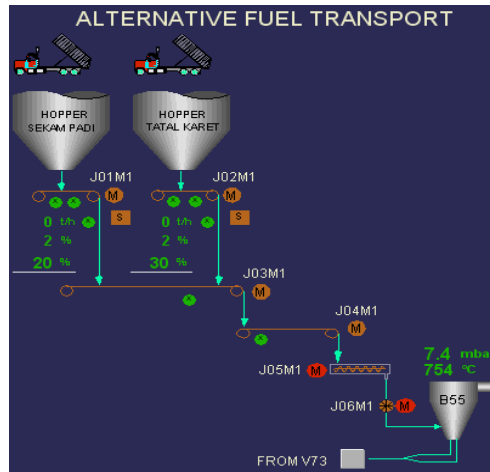 ALTERNATIVE FUEL TRANSPORT
HOPPER
SEKAM PADI
HOPPER
TATAL KARET
J01M1
M
J02M1
M
S
S
0 t/h
2 %
20 %
0 t/h
2 %
30 %
J03M1
M
J04M1
M
7.4 mba
754 °C
J05M1 M
B55
J06M1 M
FROM V73